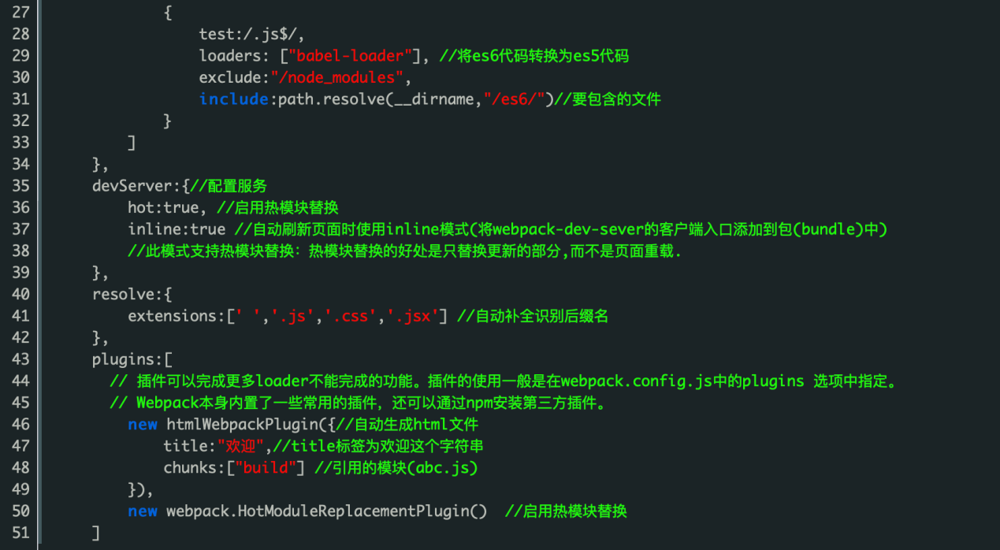 27 {
28 test:/.js$/,
29 loaders: ["babel-loader"], //将es6代码转换为es5代码
30 exclude:"/node_modules",
31 include:path.resolve(__dirname,"/es6/")//要包含的文件
32 }
33 ]
34 },
35 devServer:{//配置服务
36 hot:true, //启用热模块替换
37 inline:true //自动刷新页面时使用inline模式(将webpack-dev-sever的客户端入口添加到包(bundle)中)
38 //此模式支持热模块替换：热模块替换的好处是只替换更新的部分,而不是页面重载.
39 },
40 resolve:{
41 extensions:[' ','.js','.css','.jsx'] //自动补全识别后缀名
42 },
43 plugins:[
44 // 插件可以完成更多loader不能完成的功能。插件的使用一般是在webpack.config.js中的plugins 选项中指定。
45 // Webpack本身内置了一些常用的插件，还可以通过npm安装第三方插件。
46 new htmlWebpackPlugin({//自动生成html文件
47 title:"欢迎",//title标签为欢迎这个字符串
48 chunks:["build"] //引用的模块(abc.js)
49 }),
50 new webpack.HotModuleReplacementPlugin() //启用热模块替换
51 ]